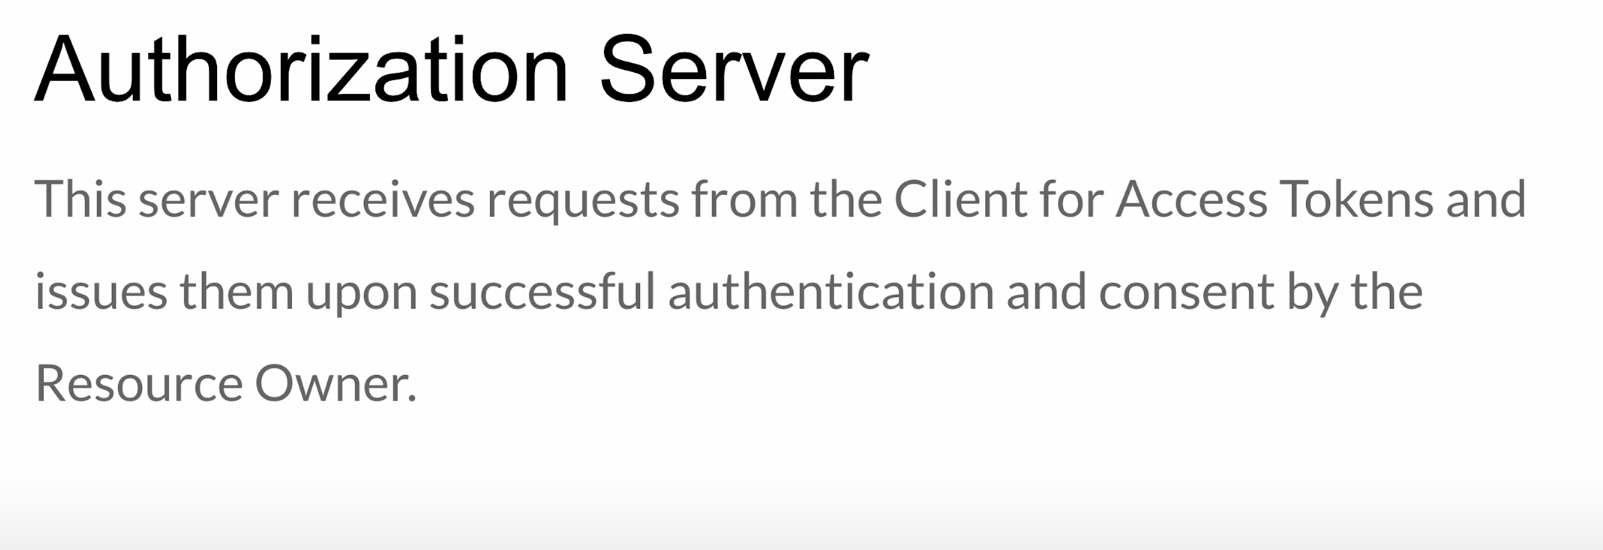 Authorization Server
This server receives requests from the Client for Access Tokens and
issues them upon successful authentication and consent by the
Resource Owner.